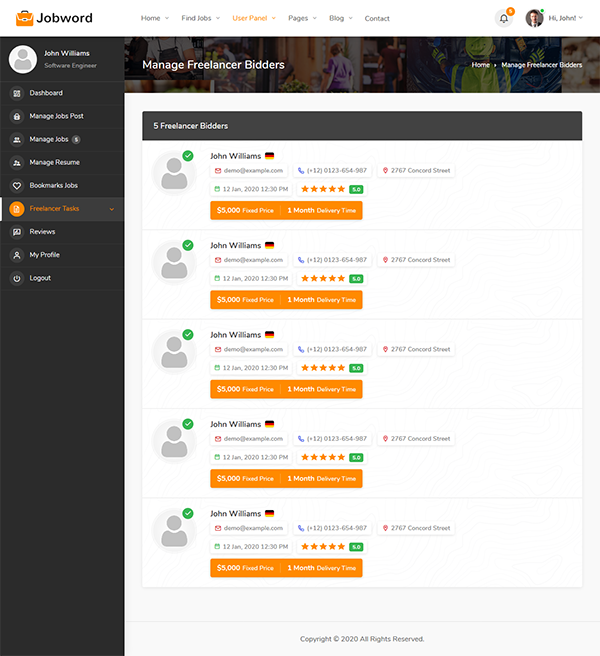 Jobword
Home Find Jobs User Panel Pages Blog Contact
5
Hi, John!
John Williams
Software Engineer
Dashboard
Manage Jobs Post
Manage Jobs 5
Manage Resume
Bookmarks Jobs
Freelancer Tasks
Reviews
My Profile
Logout
Manage Freelancer Bidders
Home Manage Freelancer Bidders
5 Freelancer Bidders
John Williams
demo@example.com (+12) 0123-654-987 2767 Concord Street
12 Jan, 2020 12:30 PM 5.0
$5,000 Fixed Price 1 Month Delivery Time
John Williams
demo@example.com (+12) 0123-654-987 2767 Concord Street
12 Jan, 2020 12:30 PM 5.0
$5,000 Fixed Price 1 Month Delivery Time
John Williams
demo@example.com (+12) 0123-654-987 2767 Concord Street
12 Jan, 2020 12:30 PM 5.0
$5,000 Fixed Price 1 Month Delivery Time
John Williams
demo@example.com (+12) 0123-654-987 2767 Concord Street
12 Jan, 2020 12:30 PM 5.0
$5,000 Fixed Price 1 Month Delivery Time
John Williams
demo@example.com (+12) 0123-654-987 2767 Concord Street
12 Jan, 2020 12:30 PM 5.0
$5,000 Fixed Price 1 Month Delivery Time
Copyright © 2020 All Rights Reserved.